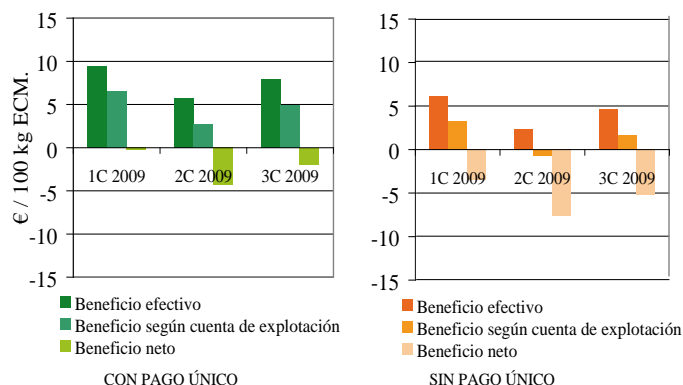 € / 100 kg ECM.
15
10
5
0
-5
-10
-15
1C 2009 2C 2009 3C 2009
Beneficio efectivo
Beneficio según cuenta de explotación
Beneficio neto
CON PAGO ÚNICO
15
10
5
0
-5
-10
-15
1C 2009 2C 2009 3C 2009
Beneficio efectivo
Beneficio según cuenta de explotación
Beneficio neto
SIN PAGO ÚNICO